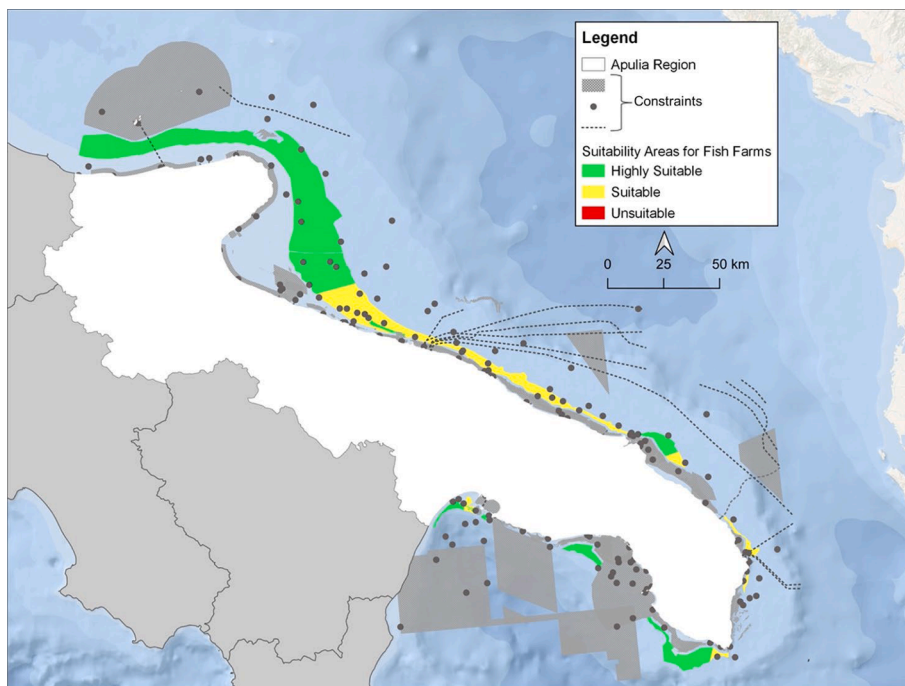 Legend
Apulia Region
Constraints
Suitability Areas for Fish Farms
Highly Suitable
Suitable
Unsuitable
0 25 50 km